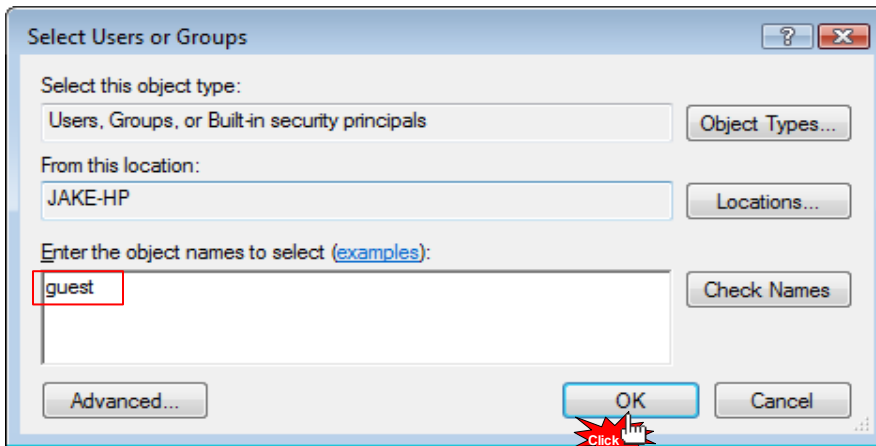 Select Users or Groups
Select this object type:
Users, Groups, or Built-in security principals
Object Types...
From this location:
JAKE-HP
Locations...
Enter the object names to select (examples):
guest
Check Names
Advanced...
OK
Cancel
Click